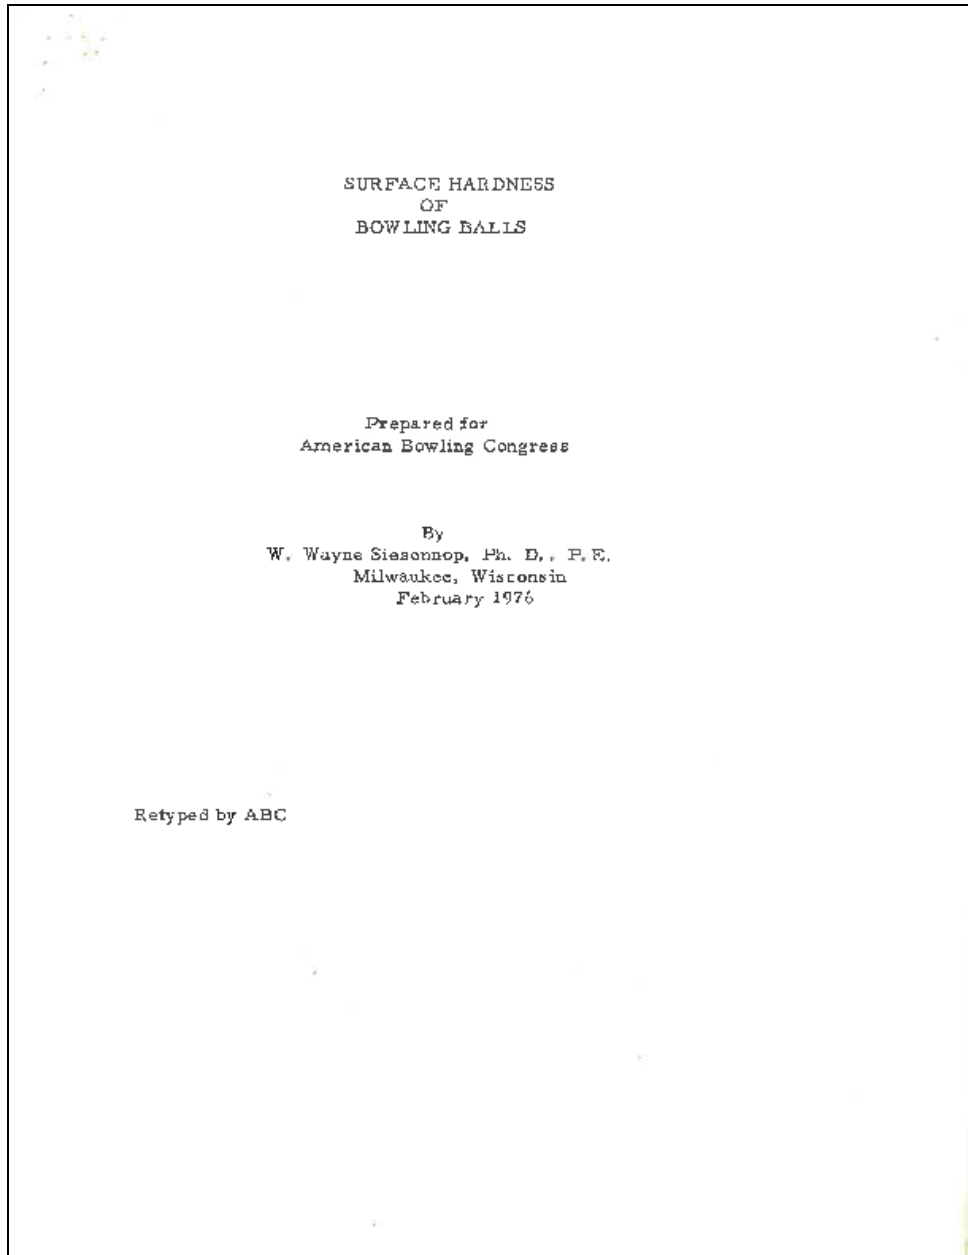 SURFACE HARDNESS
OF
BOWLING BALLS
Prepared for
American Bowling Congress
By
W. Wayne Siesennop, Ph. D., P.E.
Milwaukee, Wisconsin
February 1976
Retyped by ABC